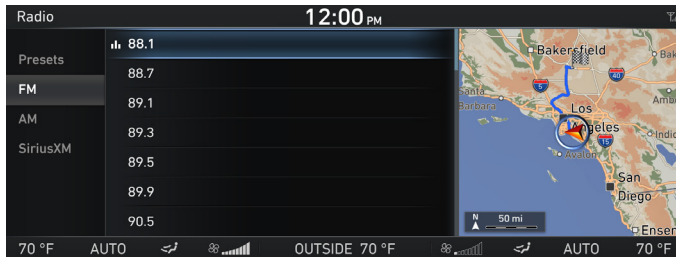 Radio
12:00 PM
Presets
FM
AM
SiriusXM
88.1
88.7
89.1
89.3
89.5
89.9
90.5
Bakersfield
Bak
40
5
Santa
Barbara
Los
Angeles
15
Avalon
Indio
San
Diego
N
50 mi
Ensen
70 °F
AUTO
OUTSIDE 70 °F
AUTO
70 °F